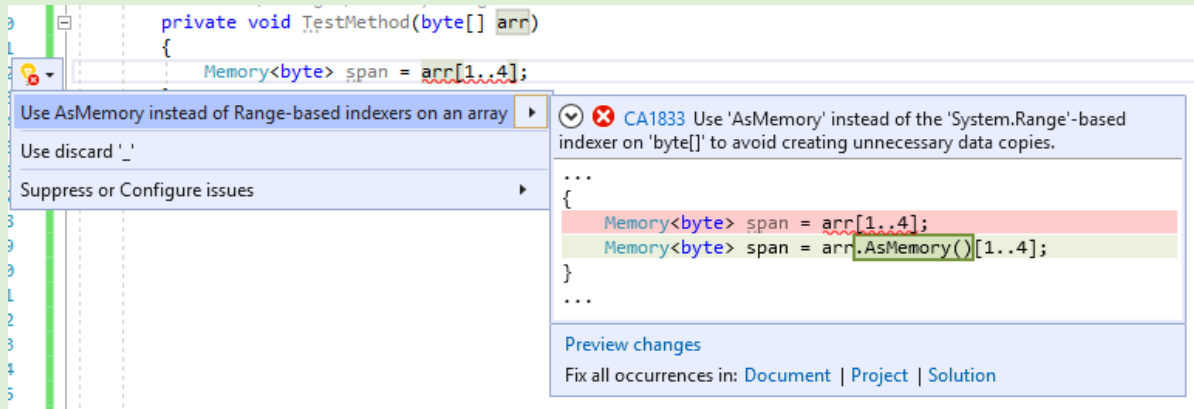 private void TestMethod(byte[] arr)
{
Memory<byte> span = arr[1..4];
Use AsMemory instead of Range-based indexers on an array
Use discard '_'
Suppress or Configure issues
CA1833 Use 'AsMemory' instead of the 'System.Range'-based
indexer on 'byte[]' to avoid creating unnecessary data copies.
...
{
Memory<byte> span = arr[1..4];
Memory<byte> span = arr.AsMemory()[1..4];
}
...
Preview changes
Fix all occurrences in: Document | Project | Solution